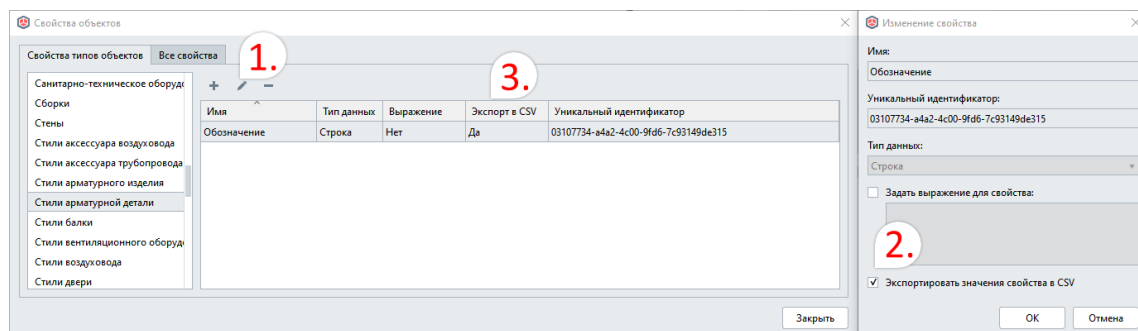 Свойства объектов
Свойства типов объектов Все свойства
1.
3.
Санитарно-техническое оборуд
Сборки
Стены
Стили аксессуара воздуховода
Стили аксессуара трубопровода
Стили арматурного изделия
Стили арматурной детали
Стили балки
Стили вентиляционного оборуд
Стили воздуховода
Стили двери
Имя Тип данных Выражение Экспорт в CSV Уникальный идентификатор
Обозначение Строка Нет Да 03107734-a4a2-4c00-9fd6-7c93149de315
Закрыть
Изменение свойства
Имя:
Обозначение
Уникальный идентификатор:
03107734-a4a2-4c00-9fd6-7c93149de315
Тип данных:
Строка
Задать выражение для свойства:
2.
Экспортировать значения свойства в CSV
ОК Отмена